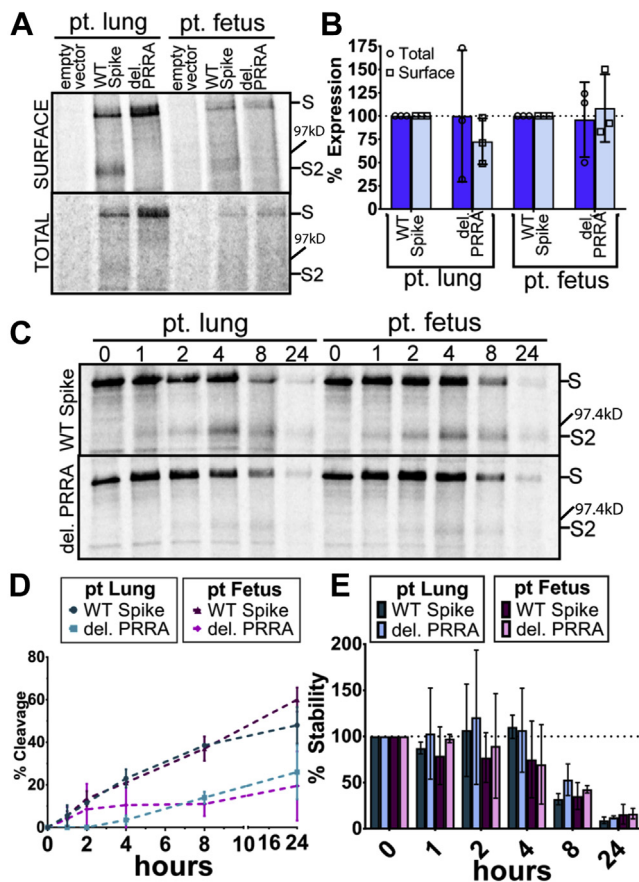 A
pt. lung pt. fetus
empty vector WT Spike del. PRRA empty vector WT Spike del. PRRA
SURFACE
S
97kD
S2
TOTAL
S
97kD
S2
B
% Expression
175
150
125
100
75
50
25
0
Total
Surface
WT Spike del. PRRA WT Spike del. PRRA
pt. lung pt. fetus
C
pt. lung pt. fetus
0 1 2 4 8 24 0 1 2 4 8 24
WT Spike
S
97.4kD
S2
del. PRRA
S
97.4kD
S2
D
pt Lung
WT Spike
del. PRRA
pt Fetus
WT Spike
del. PRRA
% Cleavage
80
60
40
20
0
0 2 4 6 8 10 16 24
hours
E
pt Lung
WT Spike
del. PRRA
pt Fetus
WT Spike
del. PRRA
% Stability
200
150
100
50
0
0 1 2 4 8 24
hours